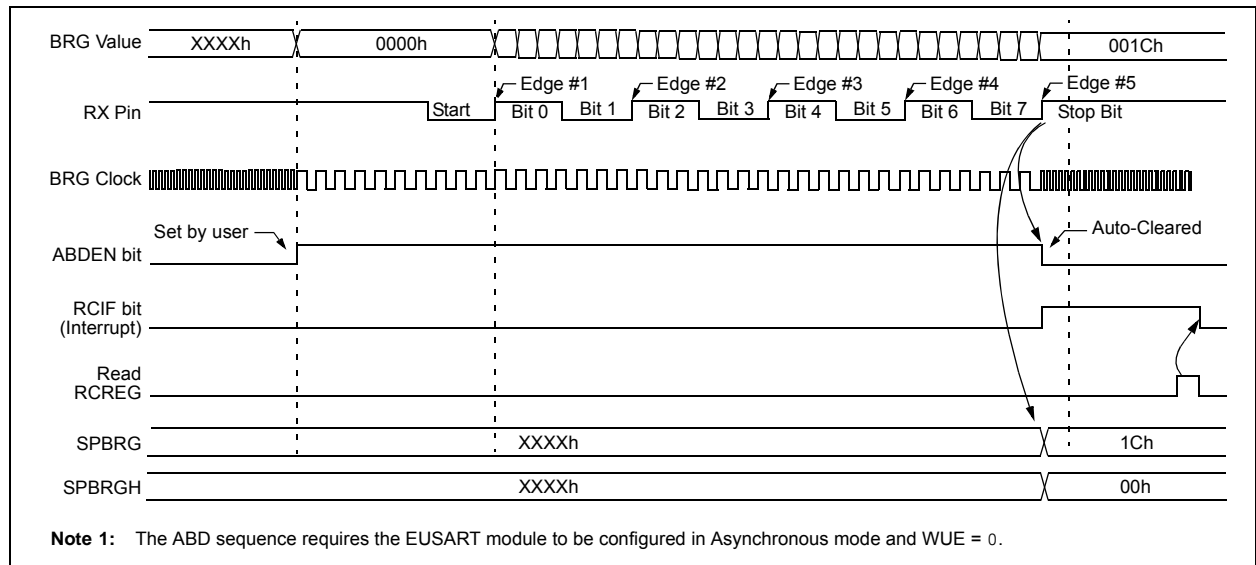 BRG Value XXXXh 0000h 001Ch
Edge #1 Edge #2 Edge #3 Edge #4 Edge #5
RX Pin Start Bit 0 Bit 1 Bit 2 Bit 3 Bit 4 Bit 5 Bit 6 Bit 7 Stop Bit
BRG Clock
Set by user Auto-Cleared
ABDEN bit
RCIF bit
(Interrupt)
Read
RCREG
SPBRG XXXXh 1Ch
SPBRGH XXXXh 00h
Note 1: The ABD sequence requires the EUSART module to be configured in Asynchronous mode and WUE = 0.